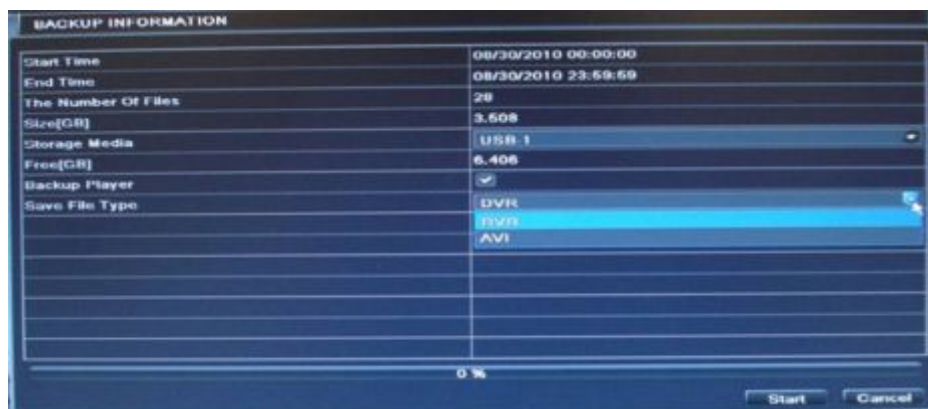 BACKUP INFORMATION
Start Time 08/30/2010 00:00:00
End Time 08/30/2010 23:59:59
The Number Of Files 28
Size[GB] 3.508
Storage Media USB-1
Free[GB] 6.406
Backup Player
Save File Type DVR
DVR
AVI
0 %
Start Cancel